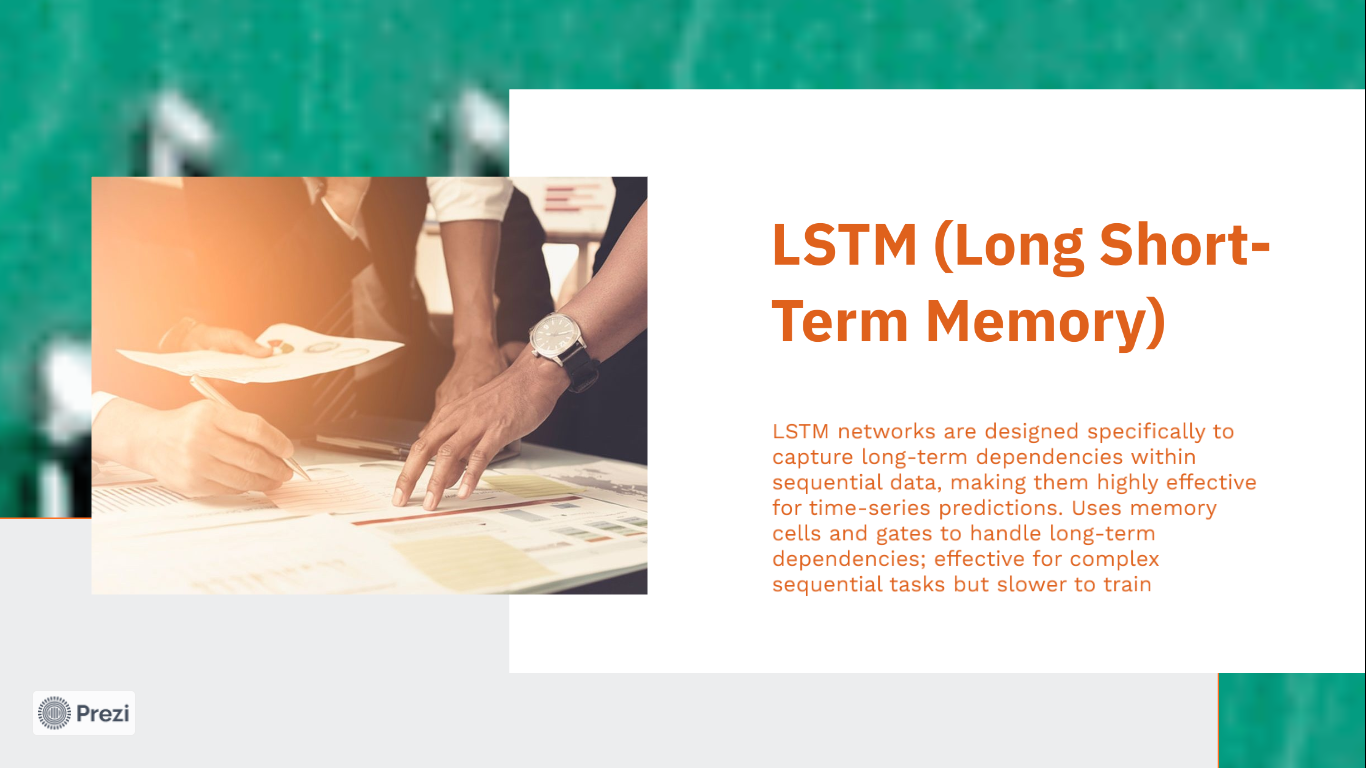 LSTM (Long Short-
Term Memory)
LSTM networks are designed specifically to
capture long-term dependencies within
sequential data, making them highly effective
for time-series predictions. Uses memory
cells and gates to handle long-term
dependencies; effective for complex
sequential tasks but slower to train
Prezi